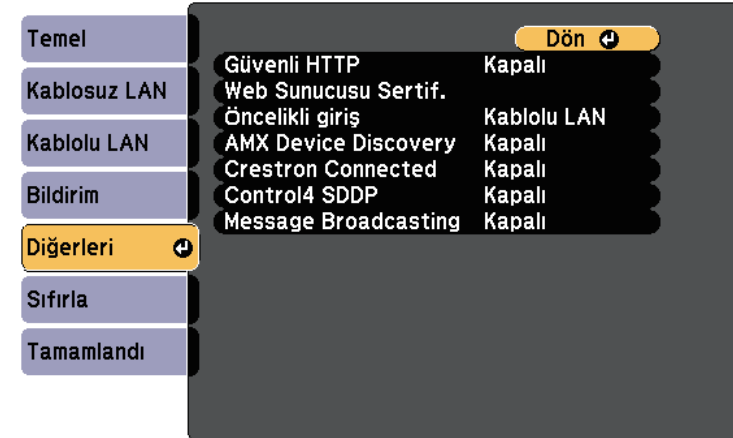 Temel
Kablosuz LAN
Kablolu LAN
Bildirim
Diğerleri
Sıfırla
Tamamlandı
Dön
Güvenli HTTP Kapalı
Web Sunucusu Sertif.
Öncelikli giriş Kablolu LAN
AMX Device Discovery Kapalı
Crestron Connected Kapalı
Control4 SDDP Kapalı
Message Broadcasting Kapalı